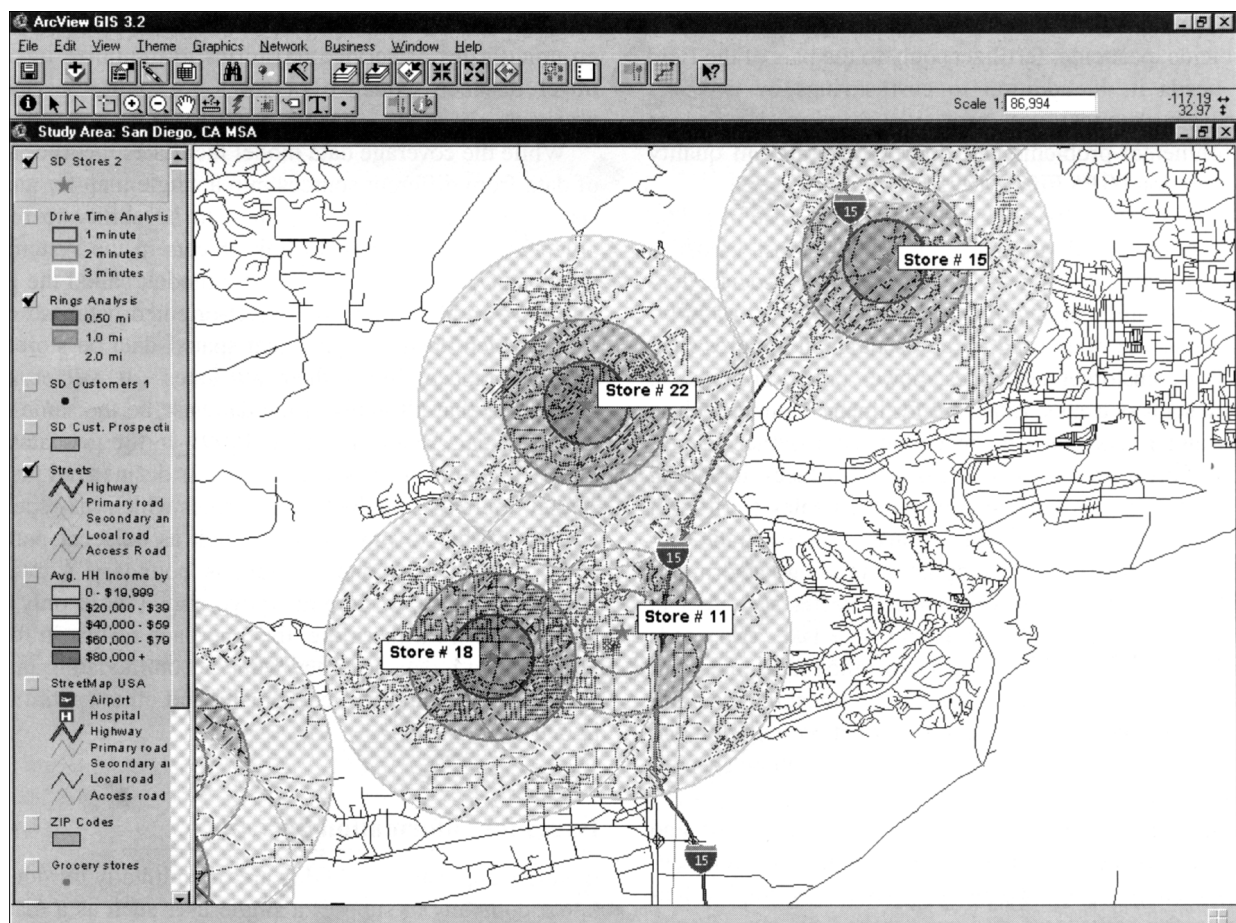 ArcView GIS 3.2
File Edit View Theme Graphics Network Business Window Help
Scale 1: 86,994
-117.19
32.97
Study Area: San Diego, CA MSA
SD Stores 2
Drive Time Analysis
1 minute
2 minutes
3 minutes
Rings Analysis
0.50 mi
1.0 mi
2.0 mi
SD Customers 1
SD Cust. Prospectin
Streets
Highway
Primary road
Secondary an
Local road
Access Road
Avg. HH Income by
0 - $19,999
$20,000 - $39
$40,000 - $59
$60,000 - $79
$80,000 +
StreetMap USA
Airport
H Hospital
Highway
Primary road
Secondary an
Local road
Access road
ZIP Codes
Grocery stores
15
Store # 15
Store # 22
15
Store # 11
Store # 18
15